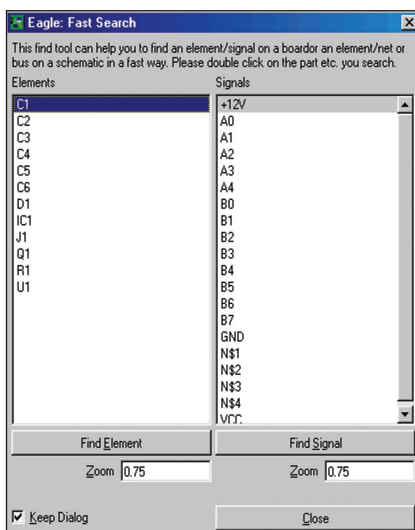 Eagle: Fast Search
This find tool can help you to find an element/signal on a boardor an element/net or
bus on a schematic in a fast way. Please double click on the part etc. you search.
Elements
Signals
C1
C2
C3
C4
C5
C6
D1
IC1
J1
Q1
R1
U1
+12V
A0
A1
A2
A3
A4
B0
B1
B2
B3
B4
B5
B6
B7
GND
N$1
N$2
N$3
N$4
VCC
Find Element
Find Signal
Zoom 0.75
Zoom 0.75
Keep Dialog
Close